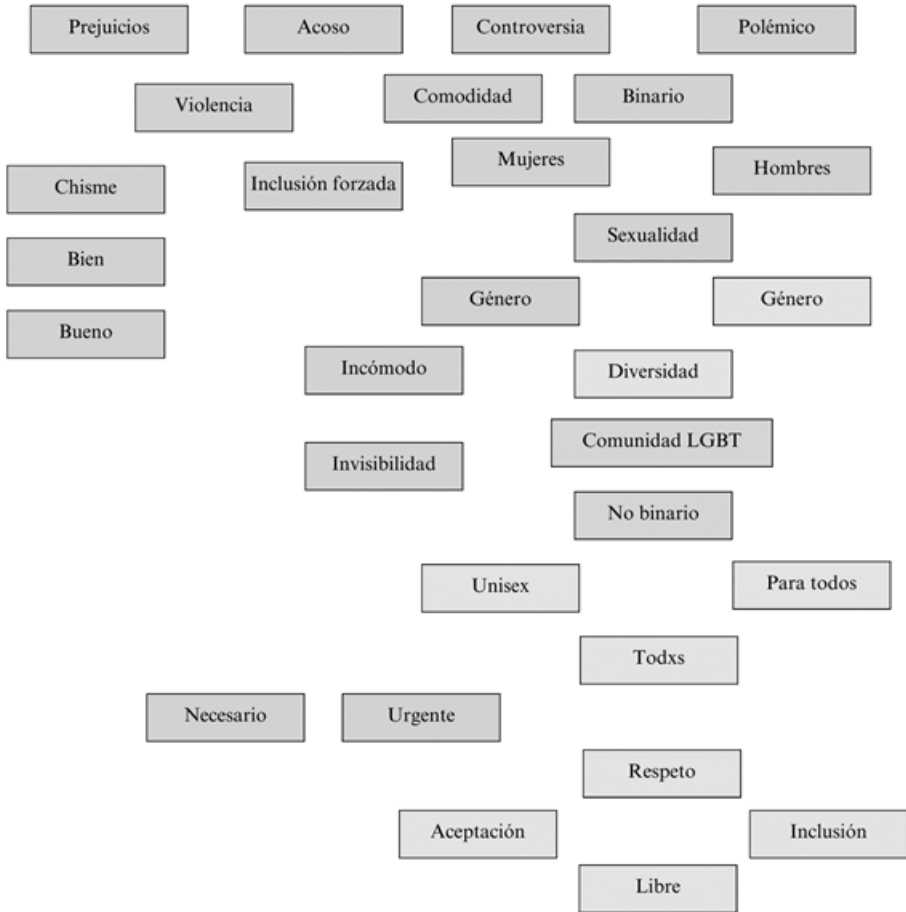 Prejuicios
Acoso
Controversia
Polémico
Violencia
Comodidad
Binario
Mujeres
Hombres
Chisme
Inclusión forzada
Sexualidad
Bien
Género
Género
Bueno
Incómodo
Diversidad
Comunidad LGBT
Invisibilidad
No binario
Unisex
Para todos
Todxs
Necesario
Urgente
Respeto
Aceptación
Inclusión
Libre